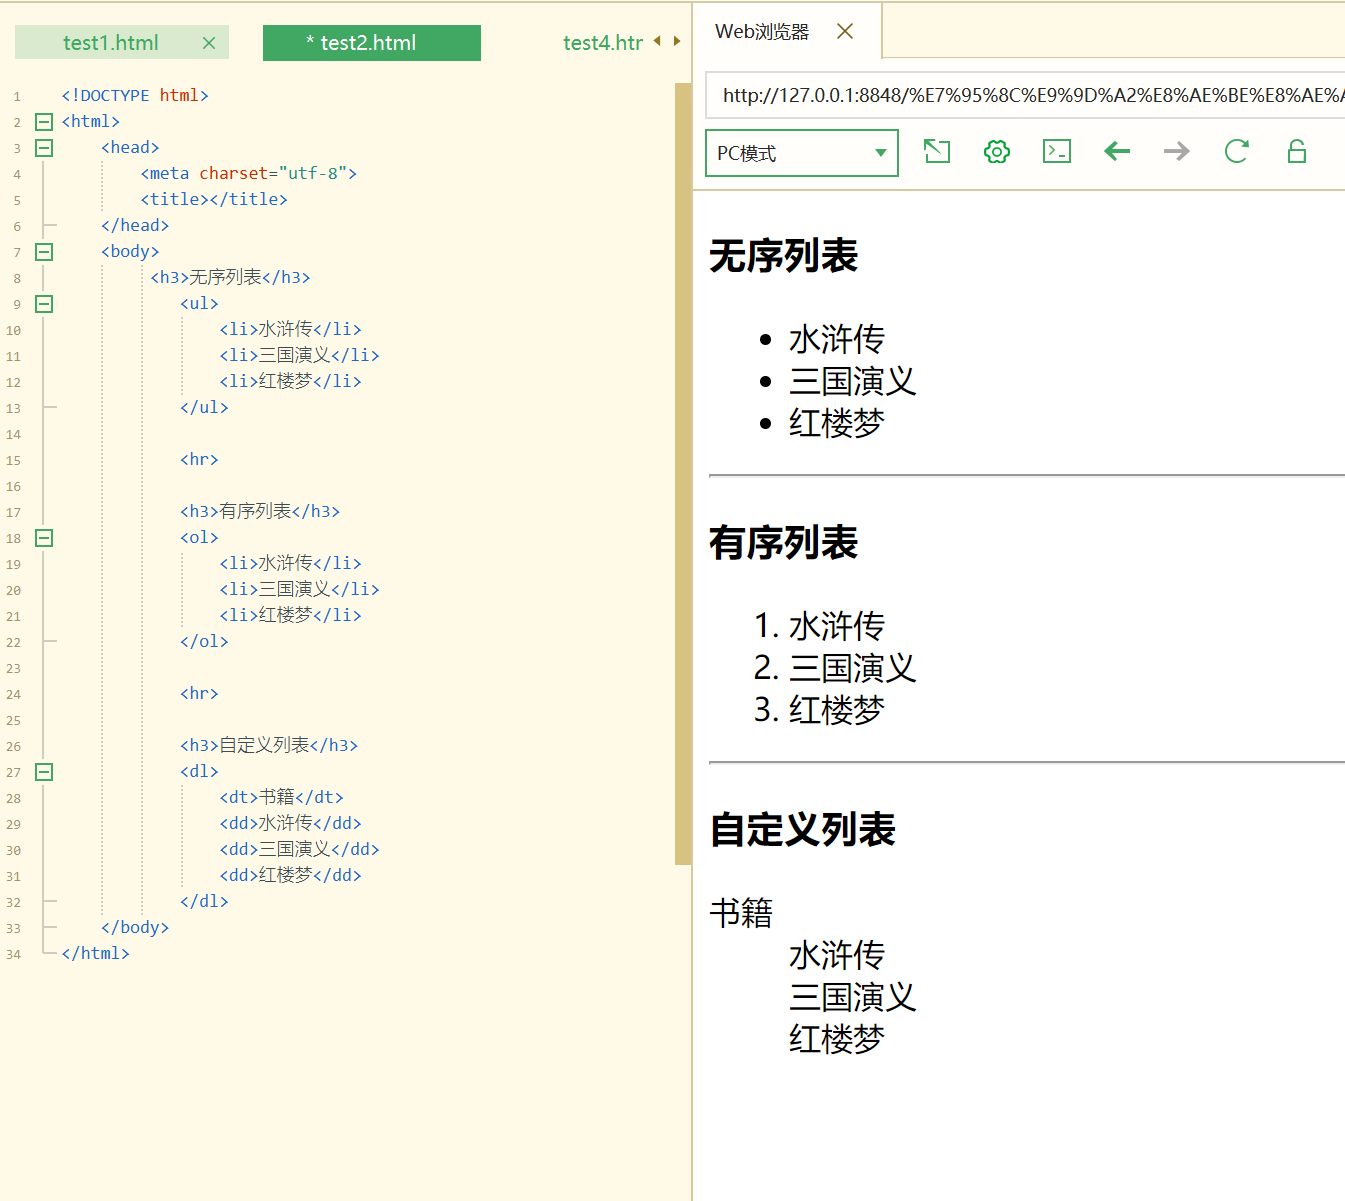 test1.html
* test2.html
test4.htr
1 <!DOCTYPE html>
2 <html>
3 <head>
4 <meta charset="utf-8">
5 <title></title>
6 </head>
7 <body>
8 <h3>无序列表</h3>
9 <ul>
10 <li>水浒传</li>
11 <li>三国演义</li>
12 <li>红楼梦</li>
13 </ul>
14
15 <hr>
16
17 <h3>有序列表</h3>
18 <ol>
19 <li>水浒传</li>
20 <li>三国演义</li>
21 <li>红楼梦</li>
22 </ol>
23
24 <hr>
25
26 <h3>自定义列表</h3>
27 <dl>
28 <dt>书籍</dt>
29 <dd>水浒传</dd>
30 <dd>三国演义</dd>
31 <dd>红楼梦</dd>
32 </dl>
33 </body>
34 </html>
Web浏览器
http://127.0.0.1:8848/%E7%95%8C%E9%9D%A2%E8%AE%BE%E8%AE%A
PC模式
无序列表
• 水浒传
• 三国演义
• 红楼梦
有序列表
1. 水浒传
2. 三国演义
3. 红楼梦
自定义列表
书籍
水浒传
三国演义
红楼梦